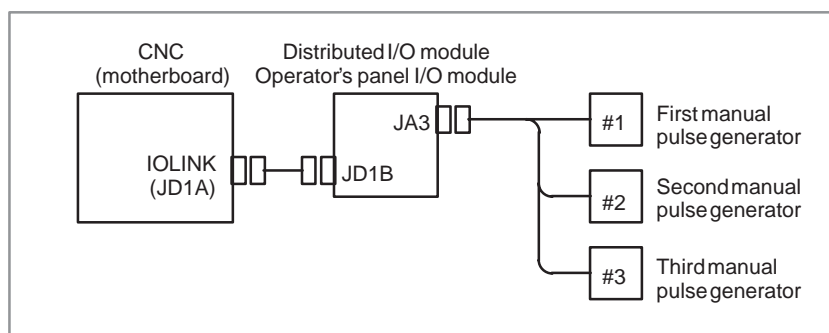 CNC
(motherboard)
Distributed I/O module
Operator's panel I/O module
IOLINK
(JD1A)
JD1B
JA3
#1
First manual
pulse generator
#2
Second manual
pulse generator
#3
Third manual
pulse generator